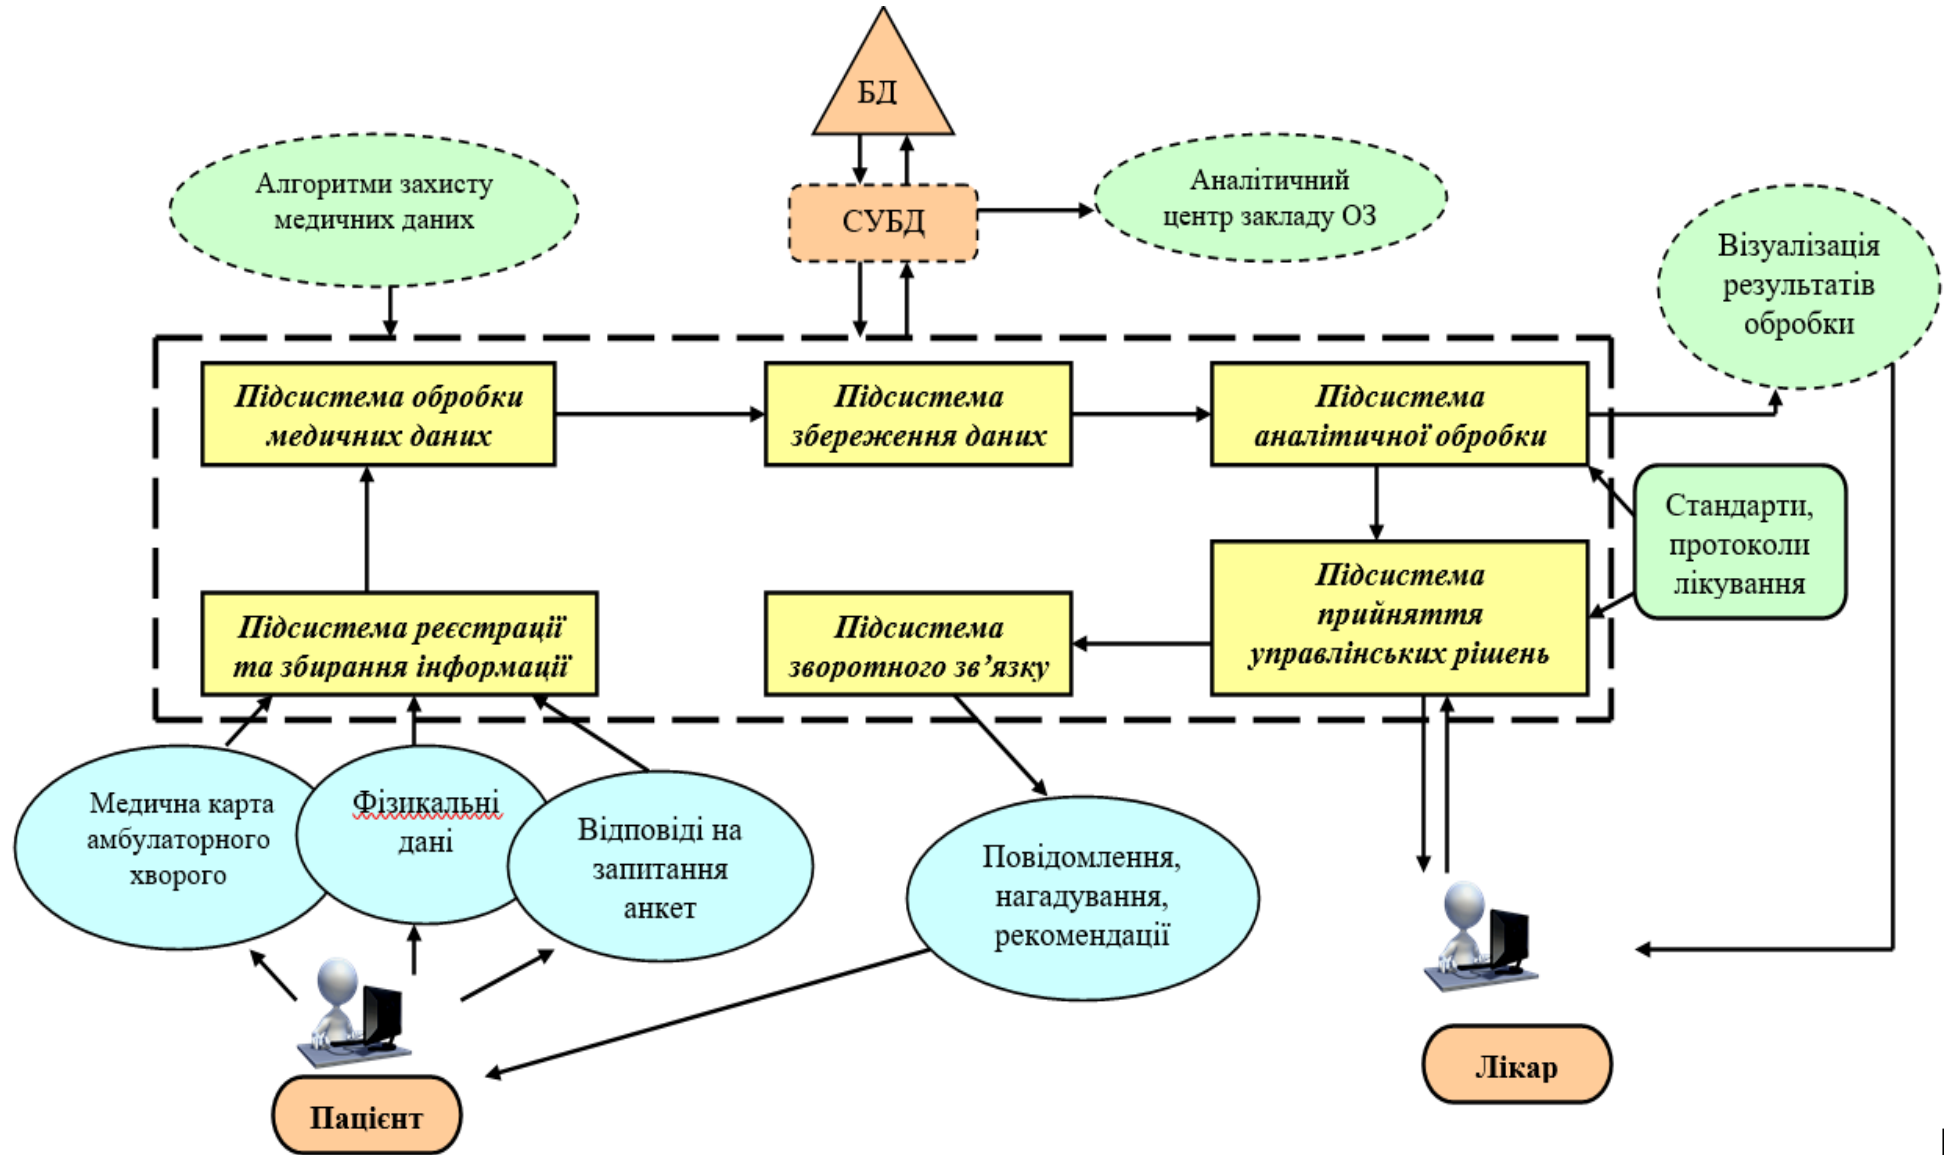 БД
Алгоритми захисту
медичних даних
СУБД
Аналітичний
центр закладу ОЗ
Візуалізація
результатів
обробки
Підсистема обробки
медичних даних
Підсистема
збереження даних
Підсистема
аналітичної обробки
Стандарти,
протоколи
лікування
Підсистема реєстрації
та збирання інформації
Підсистема
зворотного зв’язку
Підсистема
прийняття
управлінських рішень
Медична карта
амбулаторного
хворого
Фізикальні
дані
Відповіді на
запитання
анкет
Повідомлення,
нагадування,
рекомендації
Пацієнт
Лікар